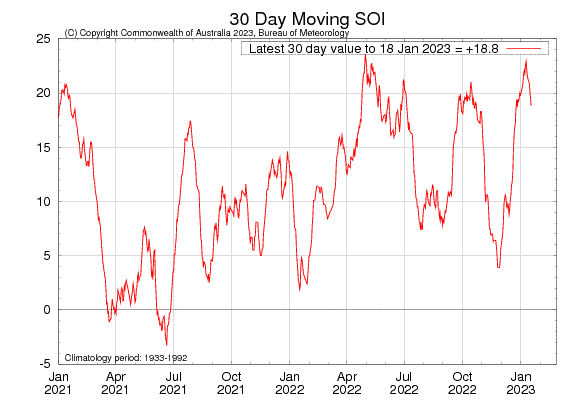 30 Day Moving SOI
(C) Copyright Commonwealth of Australia 2023, Bureau of Meteorology
Latest 30 day value to 18 Jan 2023 = +18.8
25
20
15
10
5
0
-5
Climatology period: 1933-1992
Jan Apr Jul Oct Jan Apr Jul Oct Jan
2021 2021 2021 2021 2022 2022 2022 2022 2023